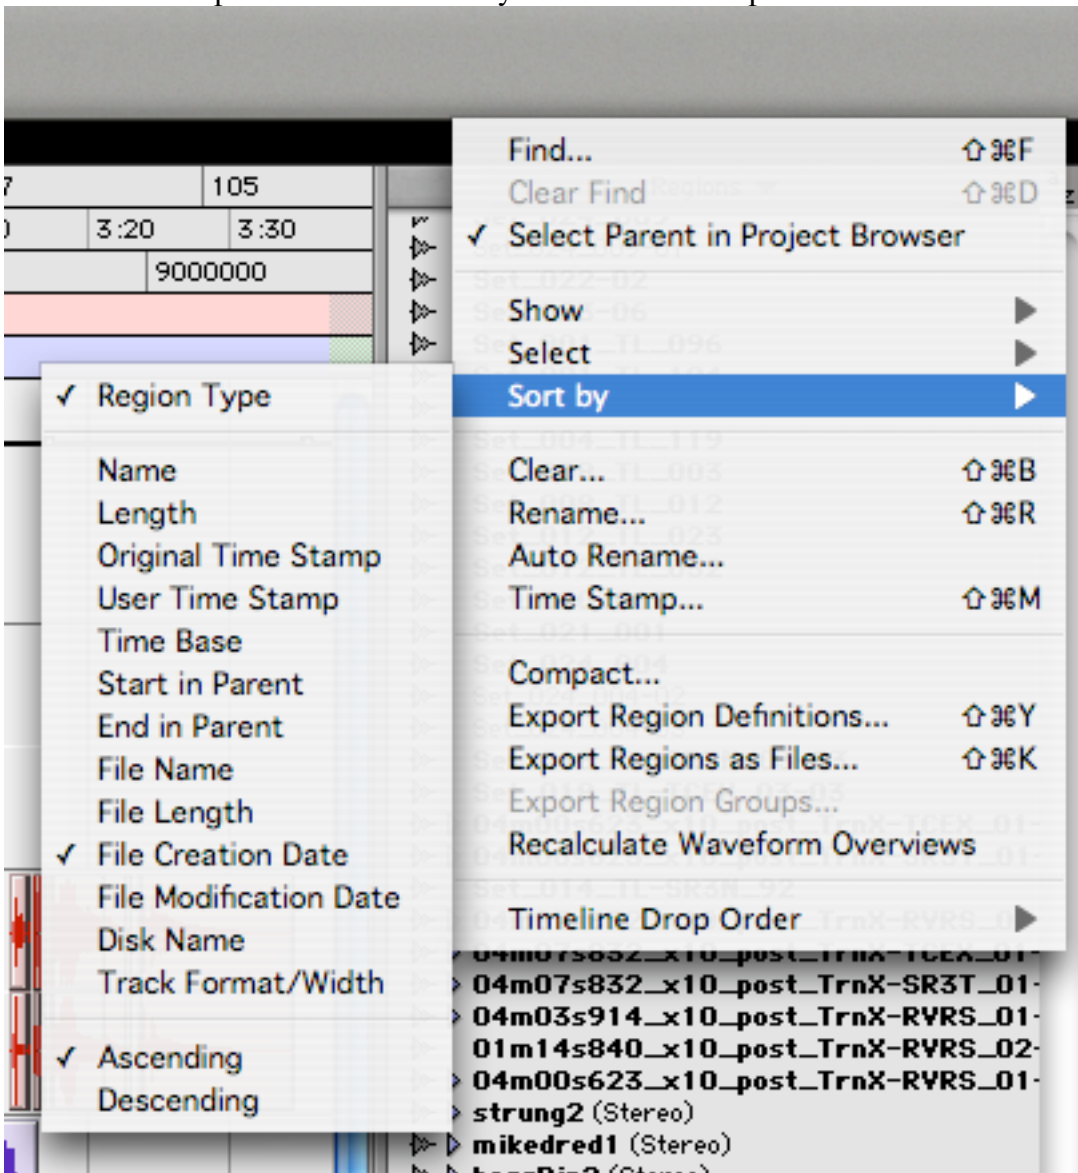 105
3:20 3:30
9000000
Find... ⇧⌘F
Clear Find ⇧⌘D
✓ Select Parent in Project Browser
Show
Select
Sort by
Clear... ⇧⌘B
Rename... ⇧⌘R
Auto Rename...
Time Stamp... ⇧⌘M
Compact...
Export Region Definitions... ⇧⌘Y
Export Regions as Files... ⇧⌘K
Export Region Groups...
Recalculate Waveform Overviews
Timeline Drop Order
✓ Region Type
Name
Length
Original Time Stamp
User Time Stamp
Time Base
Start in Parent
End in Parent
File Name
File Length
✓ File Creation Date
File Modification Date
Disk Name
Track Format/Width
✓ Ascending
Descending
04m07s832_x10_post_TrnX-TCEX_01-
04m07s832_x10_post_TrnX-SR3T_01-
04m03s914_x10_post_TrnX-RVRS_01-
01m14s840_x10_post_TrnX-RVRS_02-
04m00s623_x10_post_TrnX-RVRS_01-
strung2 (Stereo)
mikedred1 (Stereo)